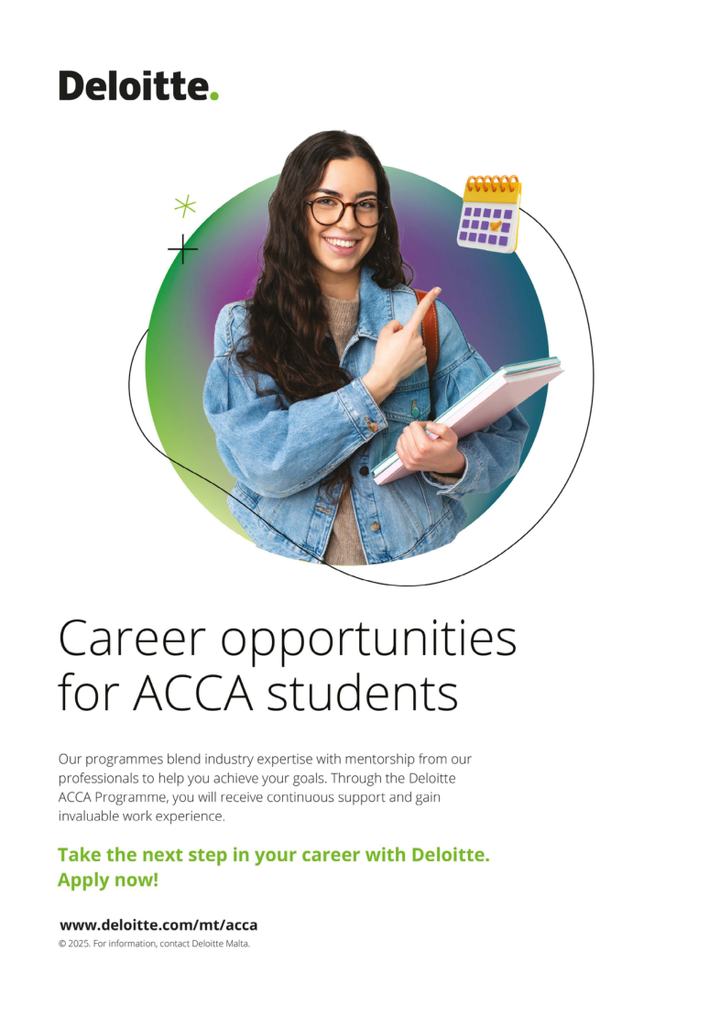 Deloitte.
Career opportunities
for ACCA students
Our programmes blend industry expertise with mentorship from our
professionals to help you achieve your goals. Through the Deloitte
ACCA Programme, you will receive continuous support and gain
invaluable work experience.
Take the next step in your career with Deloitte.
Apply now!
www.deloitte.com/mt/acca
© 2025. For information, contact Deloitte Malta.